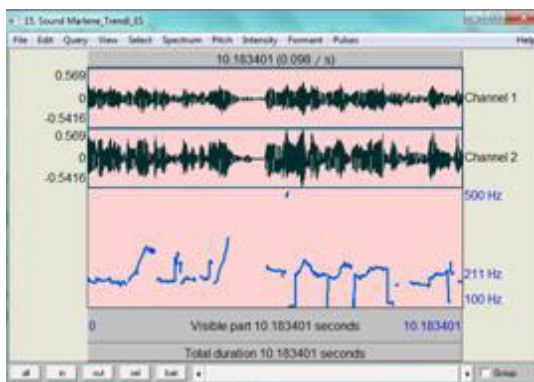 15. Sound Marlene_Trendi_ES
File Edit Query View Select Spectrum Pitch Intensity Formant Pulses Help
10.183401 (0.098 / s)
0.569
0
-0.5416
Channel 1
0.569
0
-0.5416
Channel 2
500 Hz
211 Hz
100 Hz
0 Visible part 10.183401 seconds 10.183401
Total duration 10.183401 seconds
all in out sel bak Group